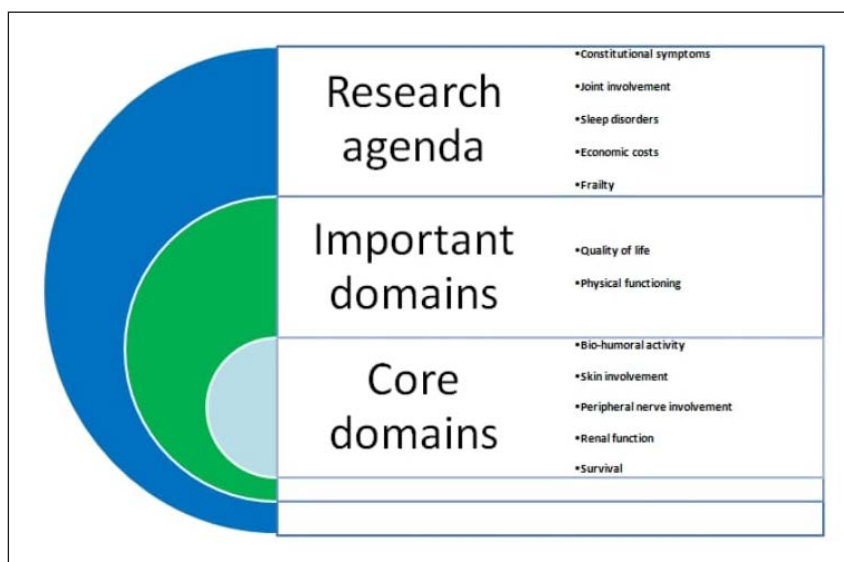 Research
agenda
•Constitutional symptoms
•Joint involvement
•Sleep disorders
•Economic costs
•Frailty
Important
domains
•Quality of life
•Physical functioning
Core
domains
•Bio-humoral activity
•Skin involvement
•Peripheral nerve involvement
•Renal function
•Survival